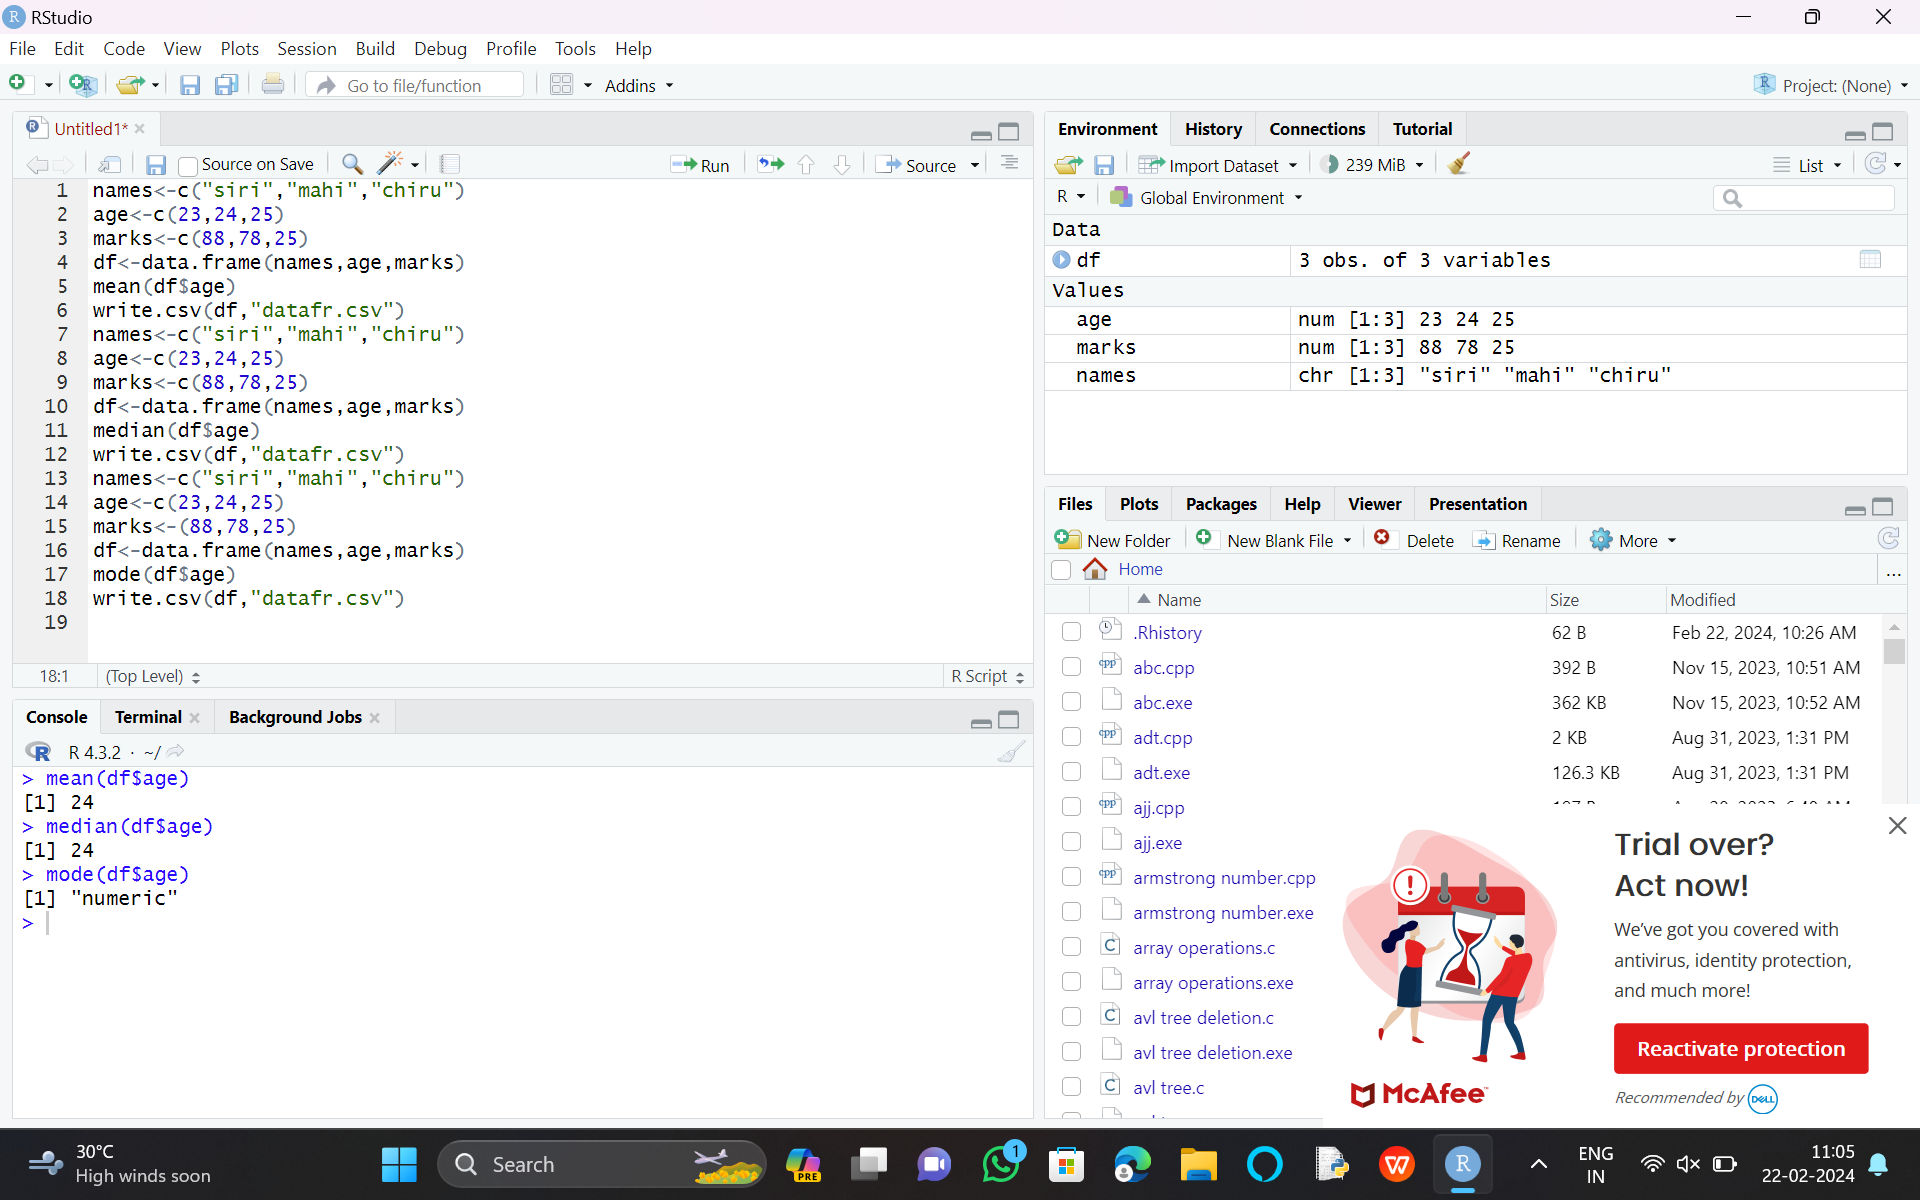 RStudio
File Edit Code View Plots Session Build Debug Profile Tools Help
Go to file/function Addins Project: (None)
Untitled1*
Source on Save Run Source
1 names<-c("siri","mahi","chiru")
2 age<-c(23,24,25)
3 marks<-c(88,78,25)
4 df<-data.frame(names,age,marks)
5 mean(df$age)
6 write.csv(df,"datafr.csv")
7 names<-c("siri","mahi","chiru")
8 age<-c(23,24,25)
9 marks<-c(88,78,25)
10 df<-data.frame(names,age,marks)
11 median(df$age)
12 write.csv(df,"datafr.csv")
13 names<-c("siri","mahi","chiru")
14 age<-c(23,24,25)
15 marks<-(88,78,25)
16 df<-data.frame(names,age,marks)
17 mode(df$age)
18 write.csv(df,"datafr.csv")
19
18:1 (Top Level) R Script
Console Terminal Background Jobs
R 4.3.2 · ~/
> mean(df$age)
[1] 24
> median(df$age)
[1] 24
> mode(df$age)
[1] "numeric"
>
Environment History Connections Tutorial
Import Dataset 239 MiB List
R Global Environment
Data
df 3 obs. of 3 variables
Values
age num [1:3] 23 24 25
marks num [1:3] 88 78 25
names chr [1:3] "siri" "mahi" "chiru"
Files Plots Packages Help Viewer Presentation
New Folder New Blank File Delete Rename More
Home ...
Name Size Modified
.Rhistory 62 B Feb 22, 2024, 10:26 AM
abc.cpp 392 B Nov 15, 2023, 10:51 AM
abc.exe 362 KB Nov 15, 2023, 10:52 AM
adt.cpp 2 KB Aug 31, 2023, 1:31 PM
adt.exe 126.3 KB Aug 31, 2023, 1:31 PM
ajj.cpp
ajj.exe
armstrong number.cpp
armstrong number.exe
array operations.c
array operations.exe
avl tree deletion.c
avl tree deletion.exe
avl tree.c
Trial over?
Act now!
We've got you covered with
antivirus, identity protection,
and much more!
Reactivate protection
McAfee
Recommended by DELL
30°C
High winds soon
Search
PRE
1
ENG
IN
11:05
22-02-2024